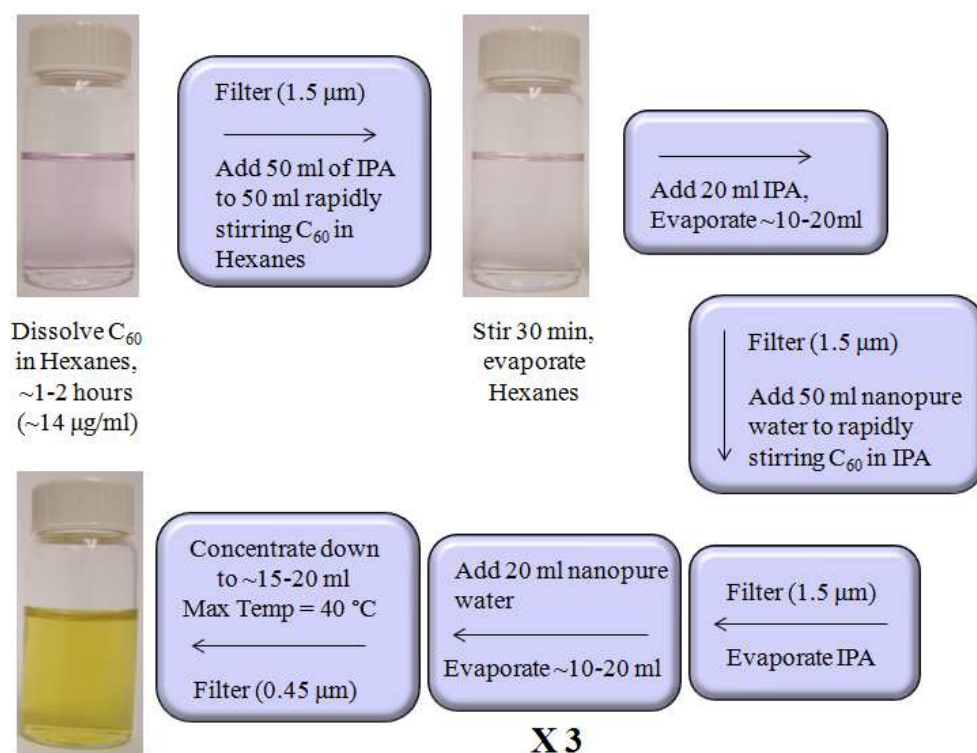 Filter (1.5 µm)
Add 50 ml of IPA
to 50 ml rapidly
stirring C₆₀ in
Hexanes
Add 20 ml IPA,
Evaporate ~10-20ml
Dissolve C₆₀
in Hexanes,
~1-2 hours
(~14 µg/ml)
Stir 30 min,
evaporate
Hexanes
Filter (1.5 µm)
Add 50 ml nanopure
water to rapidly
stirring C₆₀ in IPA
Filter (1.5 µm)
Evaporate IPA
Add 20 ml nanopure
water
Evaporate ~10-20 ml
X 3
Concentrate down
to ~15-20 ml
Max Temp = 40 °C
Filter (0.45 µm)